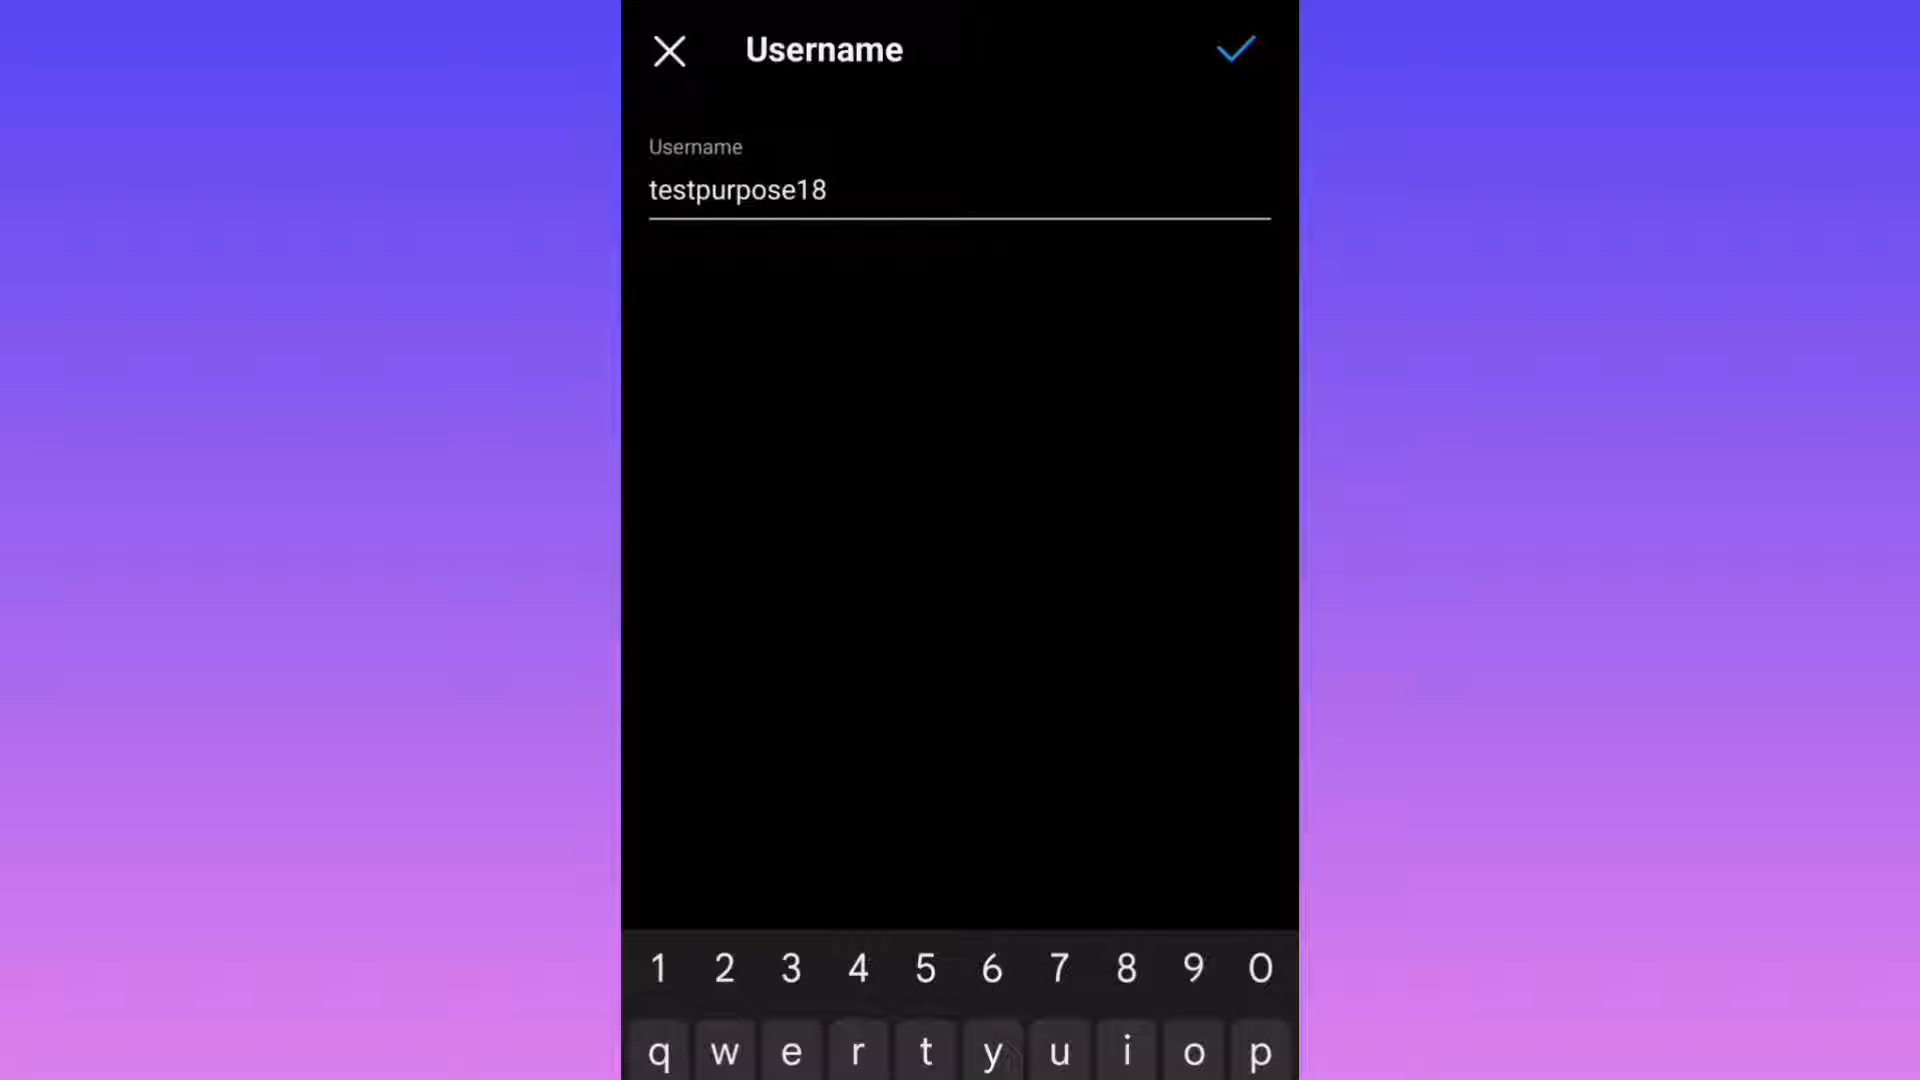 Username
Username
testpurpose18
1 2 3 4 5 6 7 8 9 0
q w e r t y u i o p